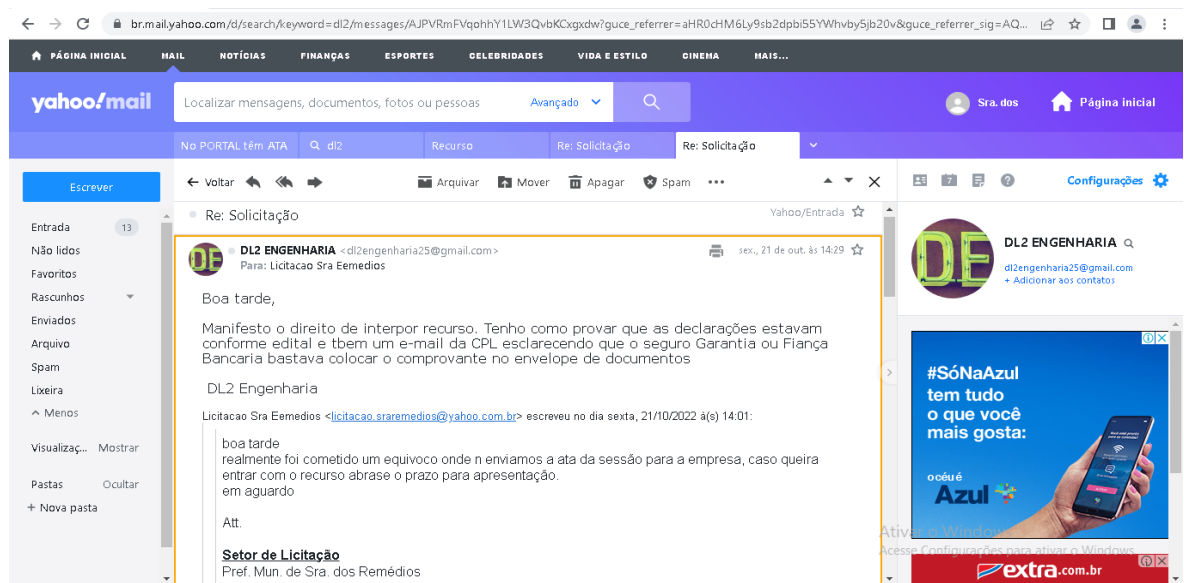 br.mail.yahoo.com/d/search/keyword=dl2/messages/AJPVRmFVqohhY1LW3QvbKCxgxdw?guce_referrer=aHR0cHM6Ly9sb2dpbi55YWhvby5jb20v&guce_referrer_sig=AQ...
PÁGINA INICIAL MAIL NOTÍCIAS FINANÇAS ESPORTES CELEBRIDADES VIDA E ESTILO CINEMA MAIS...
yahoo!mail
Localizar mensagens, documentos, fotos ou pessoas Avançado
Sra. dos Página inicial
No PORTAL têm ATA dl2 Recurso Re: Solicitação Re: Solicitação
Escrever
Voltar Arquivar Mover Apagar Spam ...
7 Configurações
Re: Solicitação Yahoo/Entrada
Entrada 13
Não lidos
Favoritos
Rascunhos
Enviados
Arquivo
Spam
Lixeira
Menos
Visualizaç... Mostrar
Pastas Ocultar
+ Nova pasta
DE
DL2 ENGENHARIA <dl2engenharia25@gmail.com> sex., 21 de out. às 14:29
Para: Licitacao Sra Eemedios
Boa tarde,
Manifesto o direito de interpor recurso. Tenho como provar que as declarações estavam
conforme edital e tbem um e-mail da CPL esclarecendo que o seguro Garantia ou Fiança
Bancaria bastava colocar o comprovante no envelope de documentos
DL2 Engenharia
Licitacao Sra Eemedios <licitacao.sraremedios@yahoo.com.br> escreveu no dia sexta, 21/10/2022 à(s) 14:01:
boa tarde
realmente foi cometido um equivoco onde n enviamos a ata da sessão para a empresa, caso queira
entrar com o recurso abrase o prazo para apresentação.
em aguardo
Att.
Setor de Licitação
Pref. Mun. de Sra. dos Remédios
DE
DL2 ENGENHARIA
dl2engenharia25@gmail.com
+ Adicionar aos contatos
#SóNaAzul
tem tudo
o que você
mais gosta:
o céu é
Azul
Ativar o Windows
Acesse Configurações para ativar o Windows.
extra.com.br